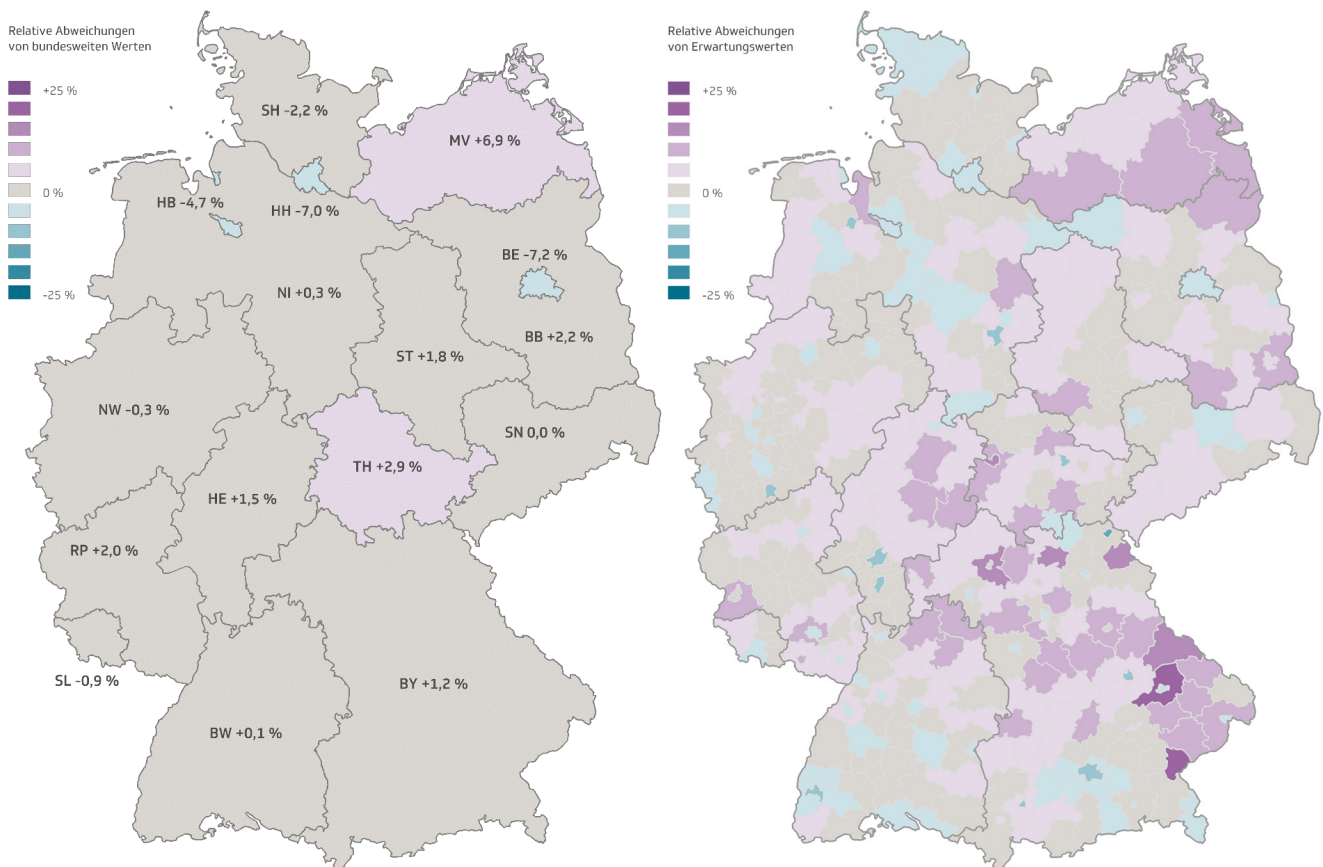 Relative Abweichungen
von bundesweiten Werten
+25 %
0 %
-25 %
SH -2,2 %
MV +6,9 %
HB -4,7 %
HH -7,0 %
BE -7,2 %
NI +0,3 %
BB +2,2 %
ST +1,8 %
NW -0,3 %
SN 0,0 %
TH +2,9 %
HE +1,5 %
RP +2,0 %
SL -0,9 %
BY +1,2 %
BW +0,1 %
Relative Abweichungen
von Erwartungswerten
+25 %
0 %
-25 %